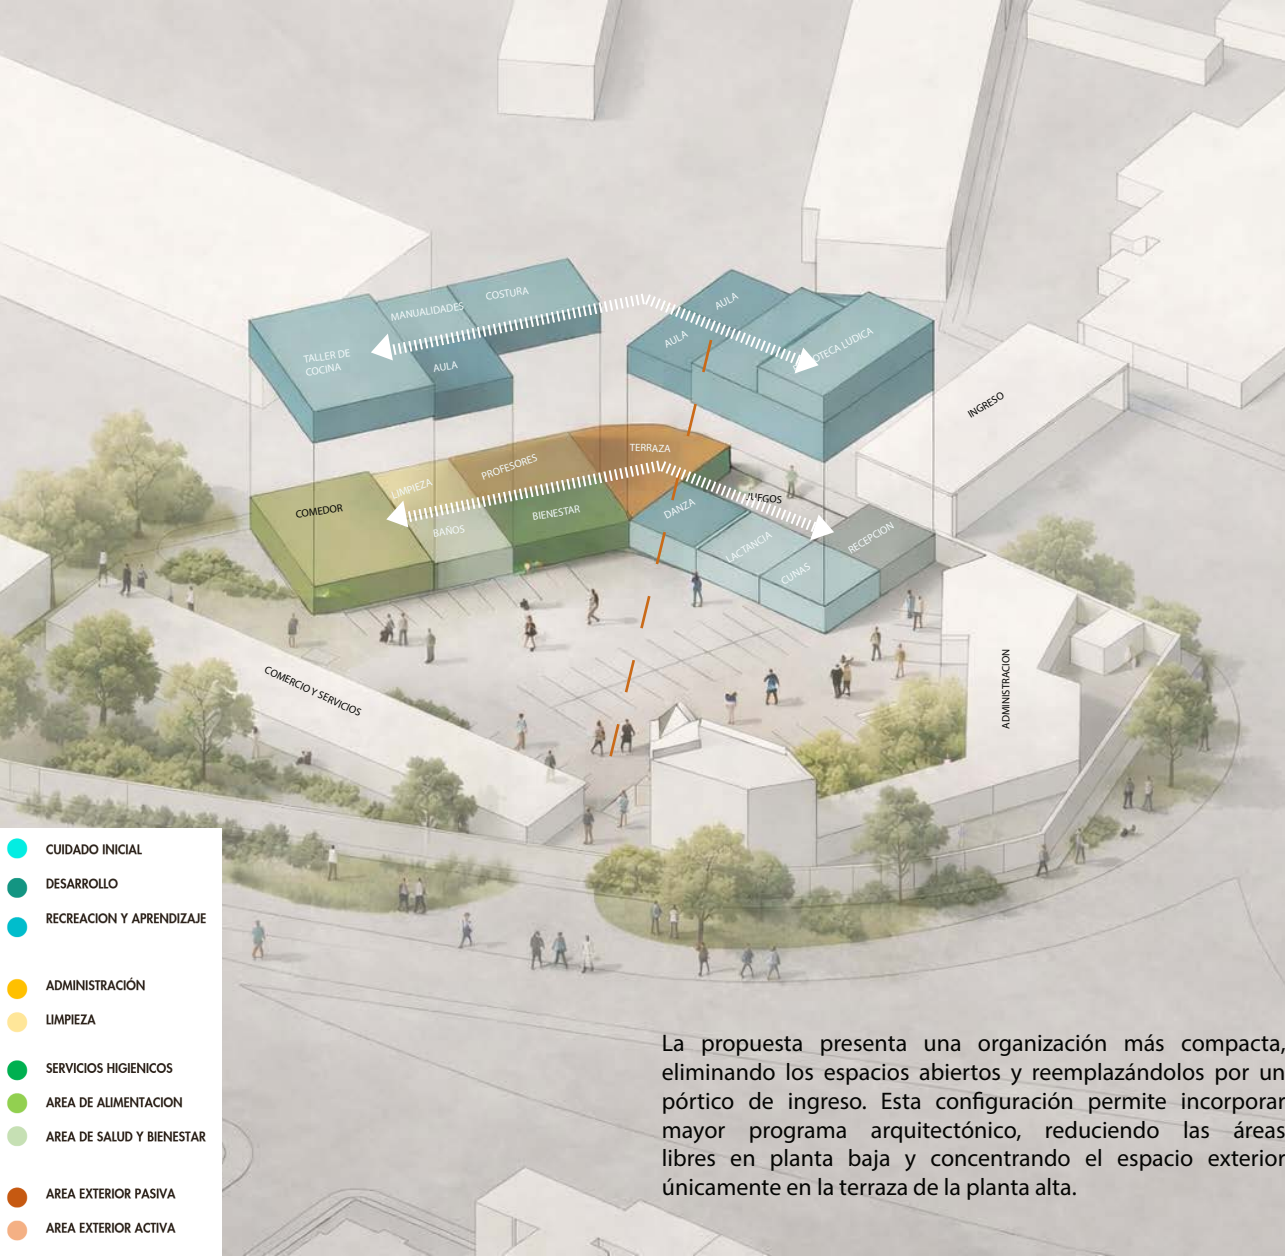 COSTURA
MANUALIDADES
AULA
TALLER DE
COCINA
AULA
AULA
LUDICA
INGRESO
TERRAZA
PROFESORES
LIMPIEZA
COMEDOR
JUEGOS
DANZA
BIENESTAR
BAÑOS
LACTANCIA
RECEPCION
CUNAS
COMERCIO Y SERVICIOS
ADMINISTRACION
CUIDADO INICIAL
DESARROLLO
RECREACION Y APRENDIZAJE
ADMINISTRACIÓN
LIMPIEZA
SERVICIOS HIGIENICOS
AREA DE ALIMENTACION
AREA DE SALUD Y BIENESTAR
AREA EXTERIOR PASIVA
AREA EXTERIOR ACTIVA
La propuesta presenta una organización más compacta,
eliminando los espacios abiertos y reemplazándolos por un
pórtico de ingreso. Esta configuración permite incorporar
mayor programa arquitectónico, reduciendo las áreas
libres en planta baja y concentrando el espacio exterior
únicamente en la terraza de la planta alta.